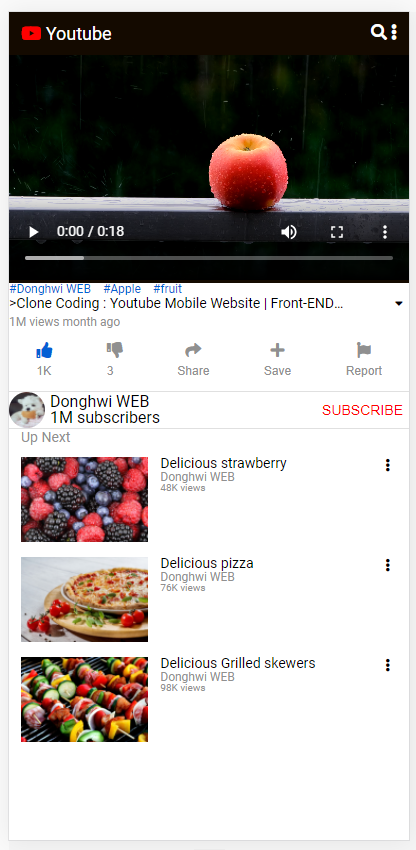 Youtube
0:00 / 0:18
#Donghwi WEB #Apple #fruit
>Clone Coding : Youtube Mobile Website | Front-END...
1M views month ago
1K 3 Share Save Report
Donghwi WEB
1M subscribers
SUBSCRIBE
Up Next
Delicious strawberry
Donghwi WEB
48K views
Delicious pizza
Donghwi WEB
76K views
Delicious Grilled skewers
Donghwi WEB
98K views